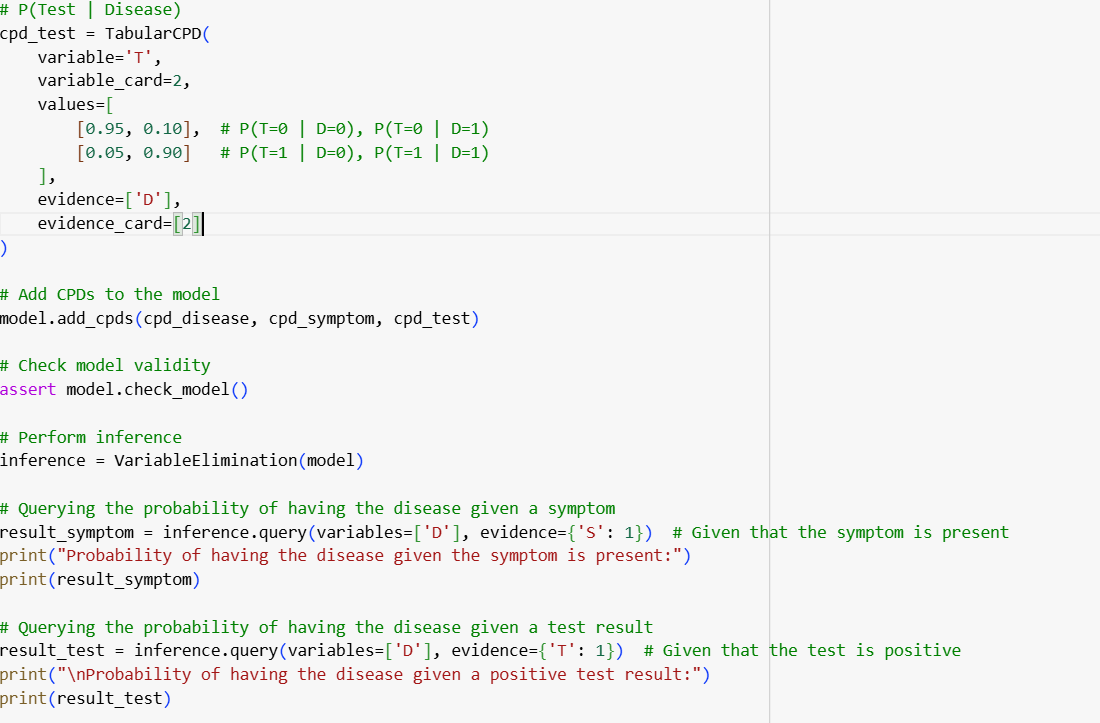 # P(Test | Disease)
cpd_test = TabularCPD(
    variable='T',
    variable_card=2,
    values=[
        [0.95, 0.10],  # P(T=0 | D=0), P(T=0 | D=1)
        [0.05, 0.90]   # P(T=1 | D=0), P(T=1 | D=1)
    ],
    evidence=['D'],
    evidence_card=[2]
)
# Add CPDs to the model
model.add_cpds(cpd_disease, cpd_symptom, cpd_test)
# Check model validity
assert model.check_model()
# Perform inference
inference = VariableElimination(model)
# Querying the probability of having the disease given a symptom
result_symptom = inference.query(variables=['D'], evidence={'S': 1})  # Given that the symptom is present
print("Probability of having the disease given the symptom is present:")
print(result_symptom)
# Querying the probability of having the disease given a test result
result_test = inference.query(variables=['D'], evidence={'T': 1})  # Given that the test is positive
print("\nProbability of having the disease given a positive test result:")
print(result_test)